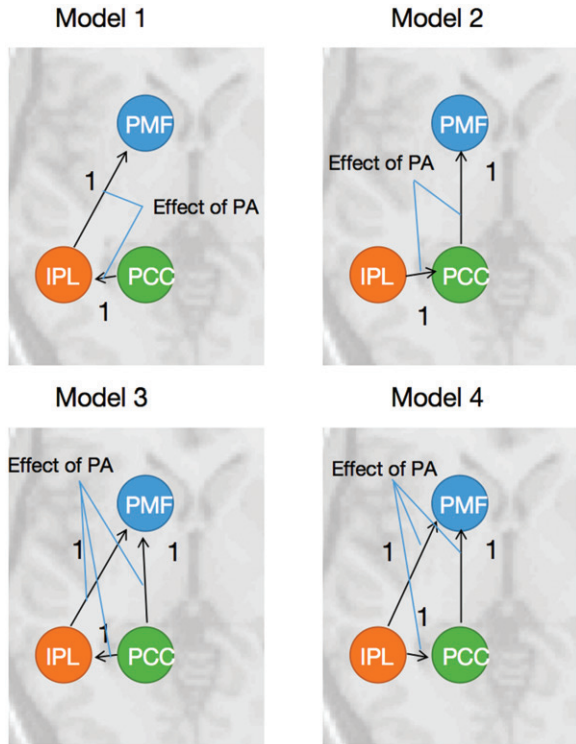 Model 1
PMF
1
Effect of PA
IPL
PCC
1
Model 2
PMF
Effect of PA
1
IPL
PCC
1
Model 3
Effect of PA
PMF
1
1
1
IPL
PCC
Model 4
Effect of PA
PMF
1
1
1
IPL
PCC